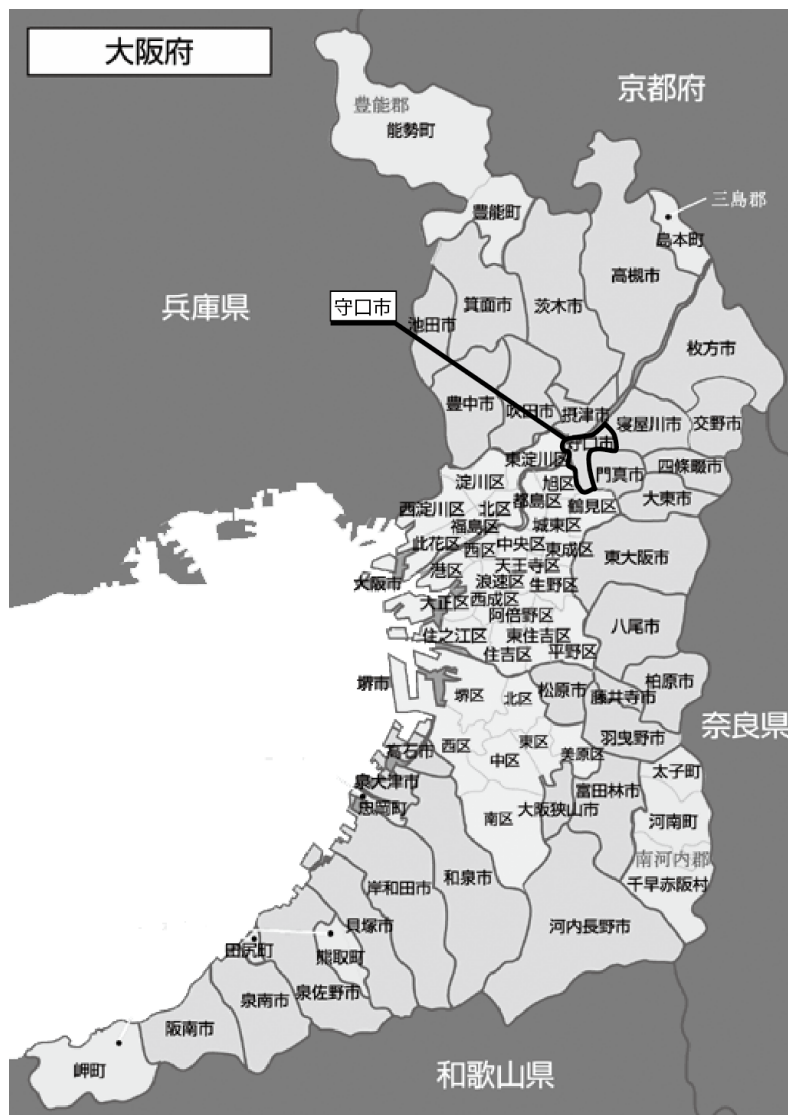 大阪府
京都府
豊能郡
能勢町
三島郡
豊能町
島本町
高槻市
兵庫県
守口市
箕面市
茨木市
池田市
枚方市
豊中市
吹田市
摂津市
寝屋川市
交野市
守口市
東淀川区
門真市
四條畷市
淀川区
旭区
大東市
西淀川区
北区
都島区
鶴見区
福島区
城東区
此花区
西区
中央区
東成区
東大阪市
港区
天王寺区
大阪市
浪速区
生野区
大正区
西成区
阿倍野区
八尾市
住之江区
東住吉区
住吉区
平野区
堺市
堺区
北区
松原市
藤井寺市
柏原市
奈良県
高石市
西区
東区
羽曳野市
中区
美原区
太子町
泉大津市
富田林市
忠岡町
南区
大阪狭山市
河南町
南河内郡
岸和田市
和泉市
千早赤阪村
貝塚市
河内長野市
田尻町
熊取町
泉佐野市
泉南市
阪南市
岬町
和歌山県